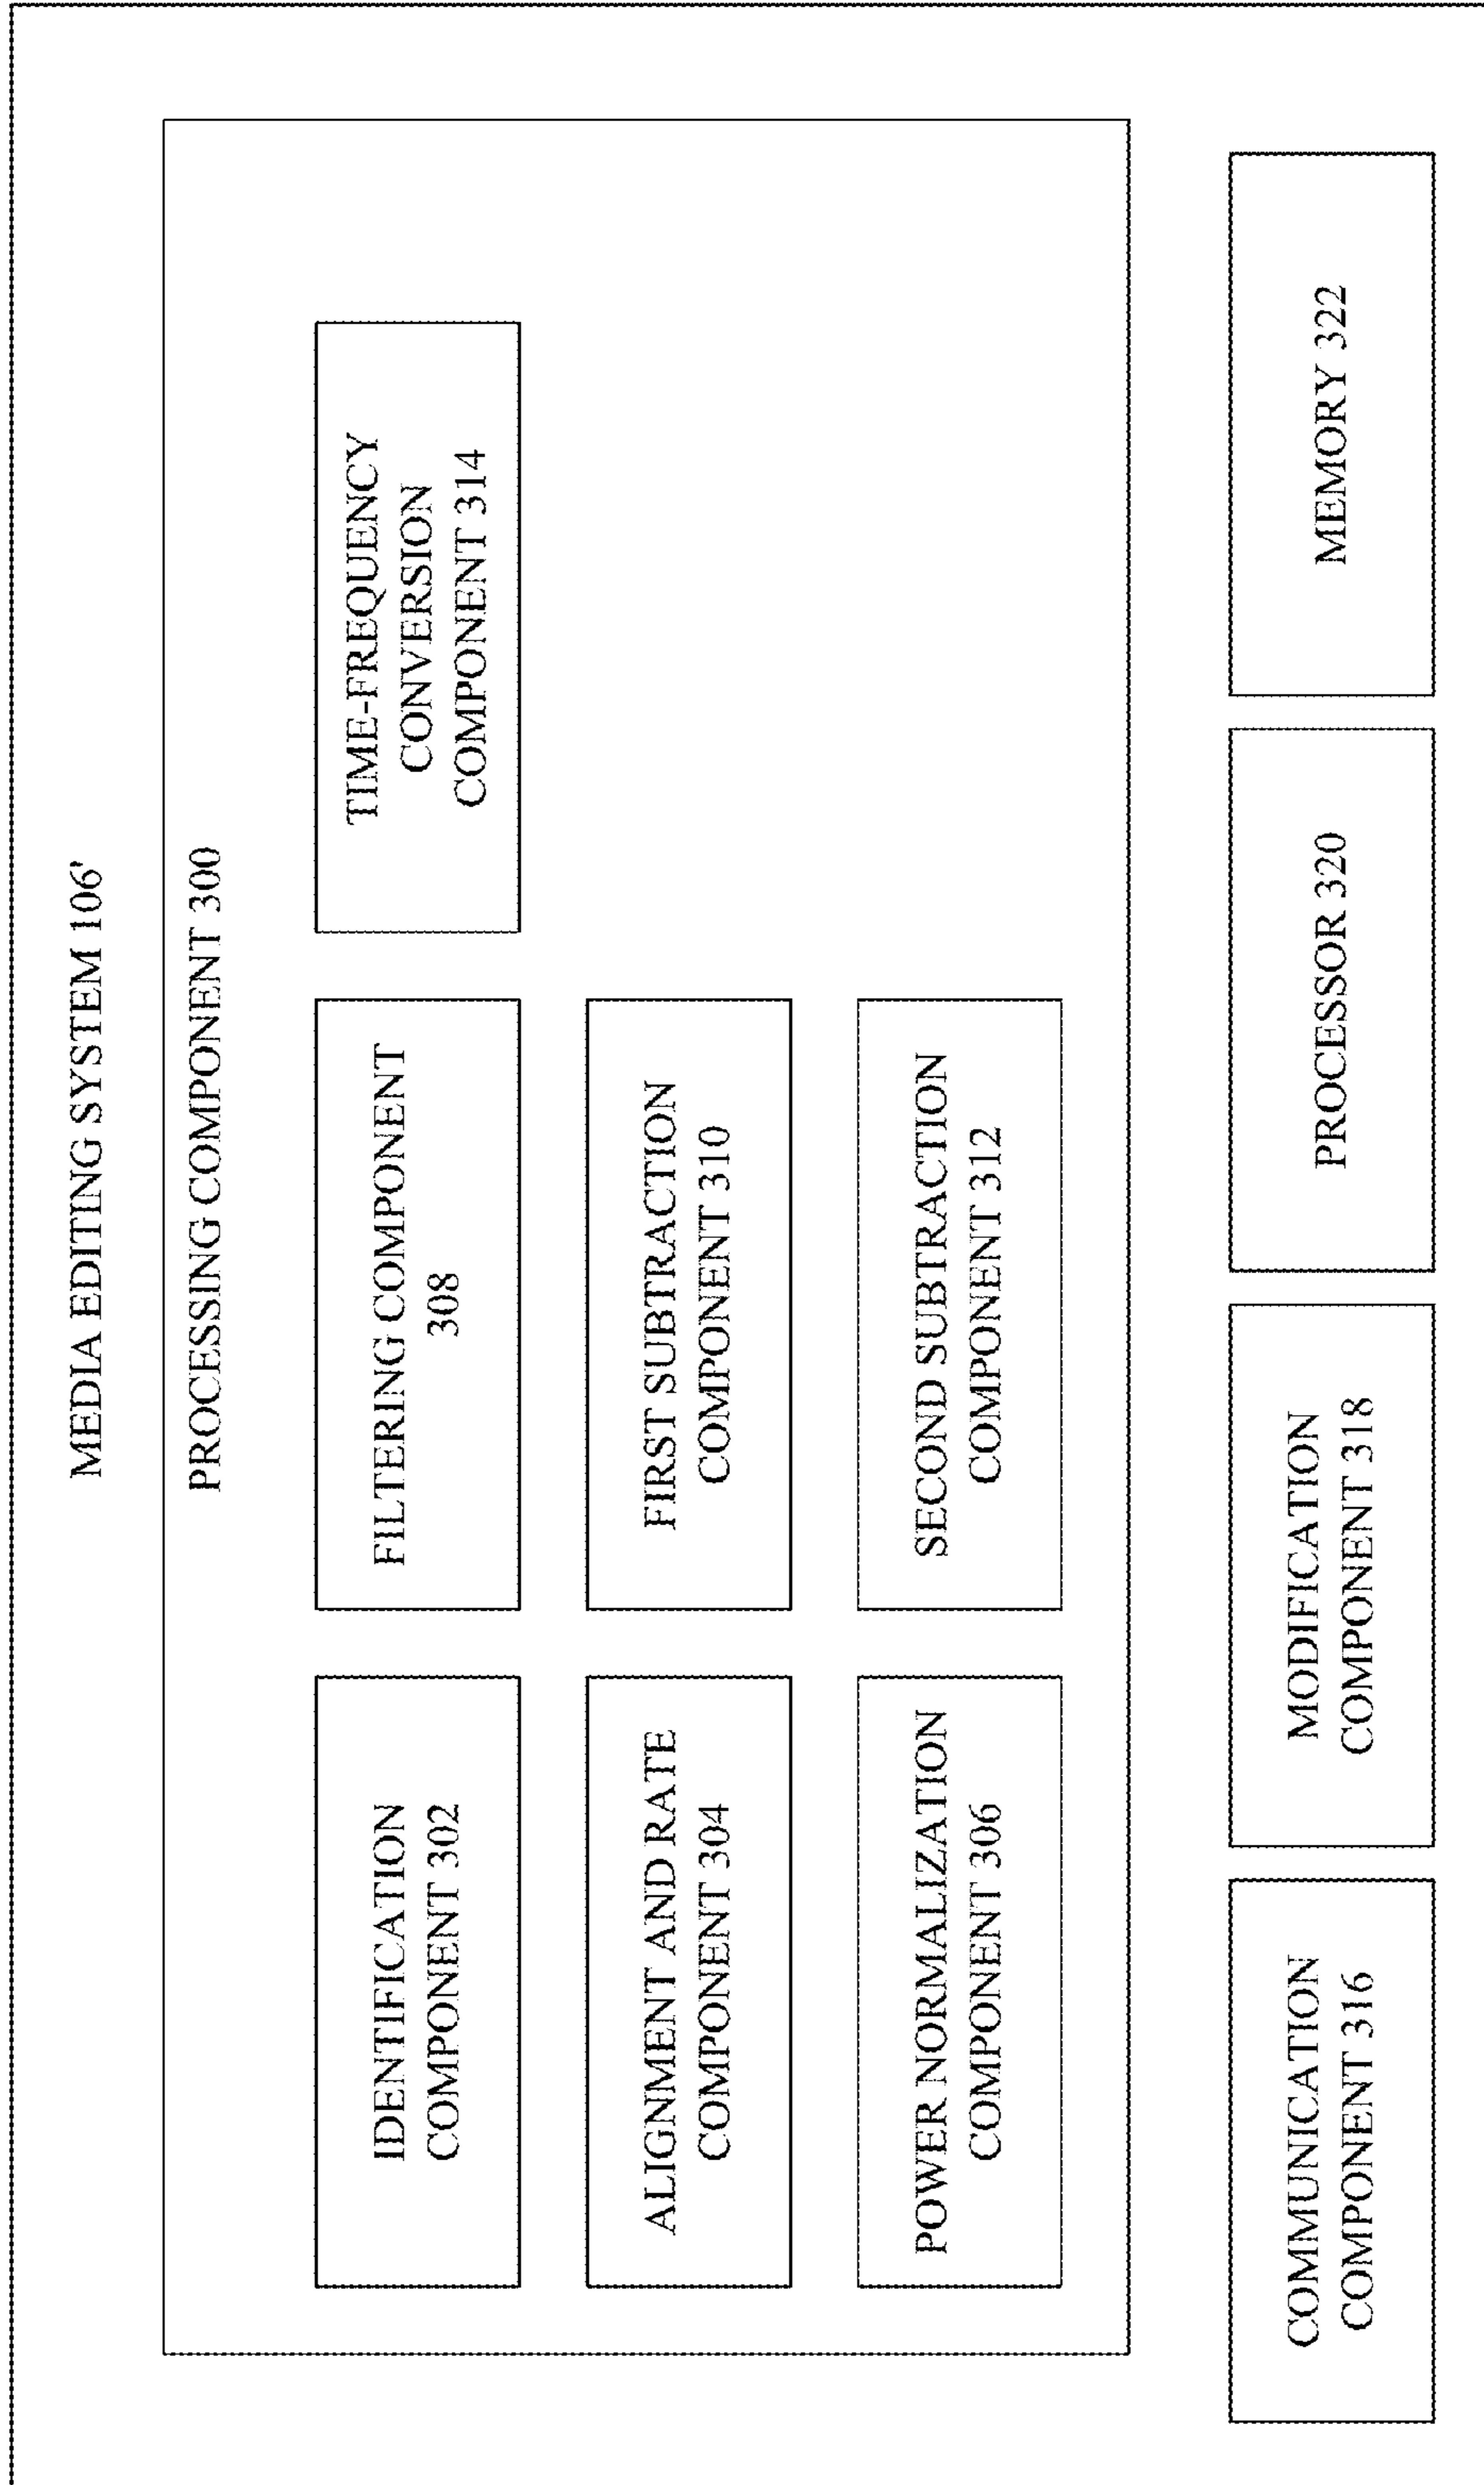 MEDIA EDITING SYSTEM 106'
PROCESSING COMPONENT 300
IDENTIFICATION
COMPONENT 302
ALIGNMENT AND RATE
COMPONENT 304
POWER NORMALIZATION
COMPONENT 306
FILTERING COMPONENT
308
FIRST SUBTRACTION
COMPONENT 310
SECOND SUBTRACTION
COMPONENT 312
TIME-FREQUENCY
CONVERSION
COMPONENT 314
COMMUNICATION
COMPONENT 316
MODIFICATION
COMPONENT 318
PROCESSOR 320
MEMORY 322